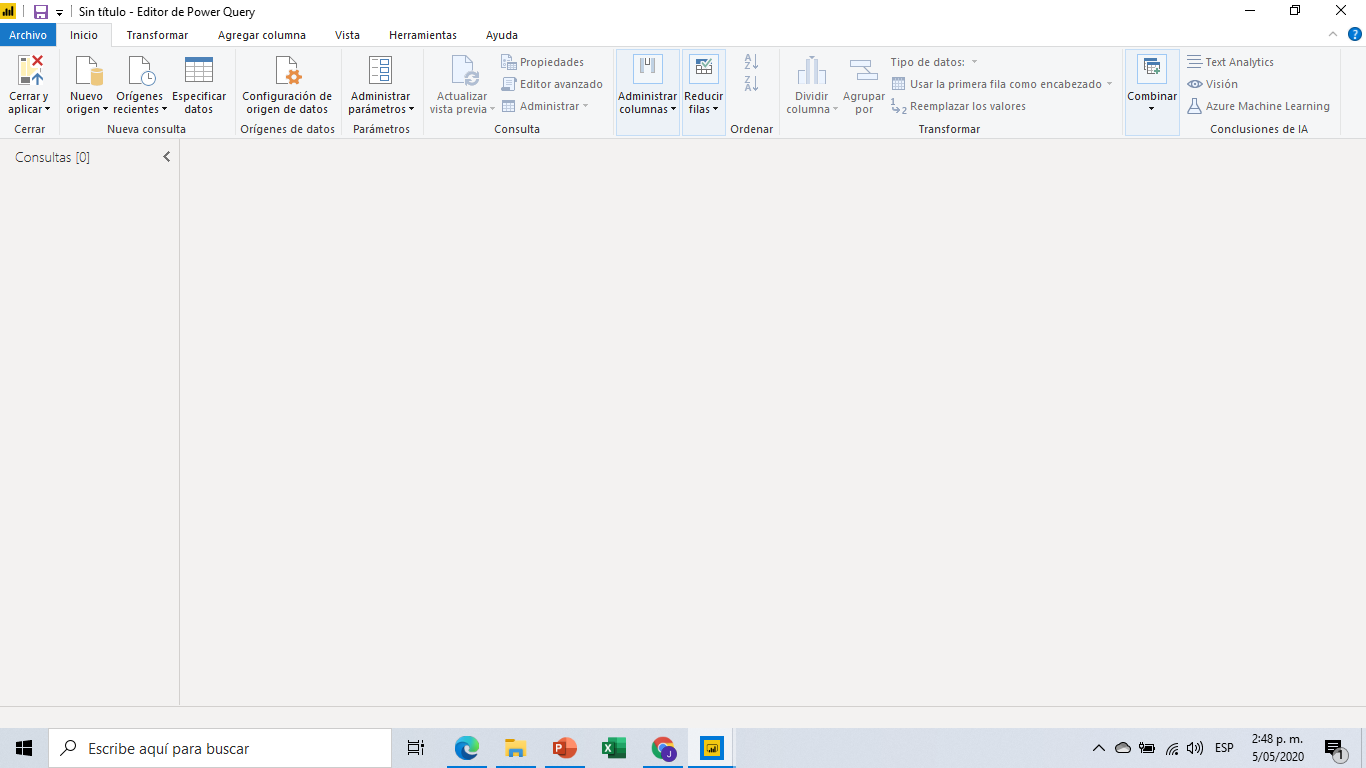 Sin título - Editor de Power Query
Archivo Inicio Transformar Agregar columna Vista Herramientas Ayuda
Cerrar y
aplicar
Cerrar
Nuevo
origen
Orígenes
recientes
Especificar
datos
Nueva consulta
Configuración de
origen de datos
Orígenes de datos
Administrar
parámetros
Parámetros
Actualizar
vista previa
Propiedades
Editor avanzado
Administrar
Consulta
Administrar
columnas
Reducir
filas
A
Z
Z
A
Ordenar
Dividir
columna
Agrupar
por
Tipo de datos:
Usar la primera fila como encabezado
1
2
Reemplazar los valores
Transformar
Combinar
Text Analytics
Visión
Azure Machine Learning
Conclusiones de IA
Consultas [0]
Escribe aquí para buscar
J
ESP
2:48 p. m.
5/05/2020
1